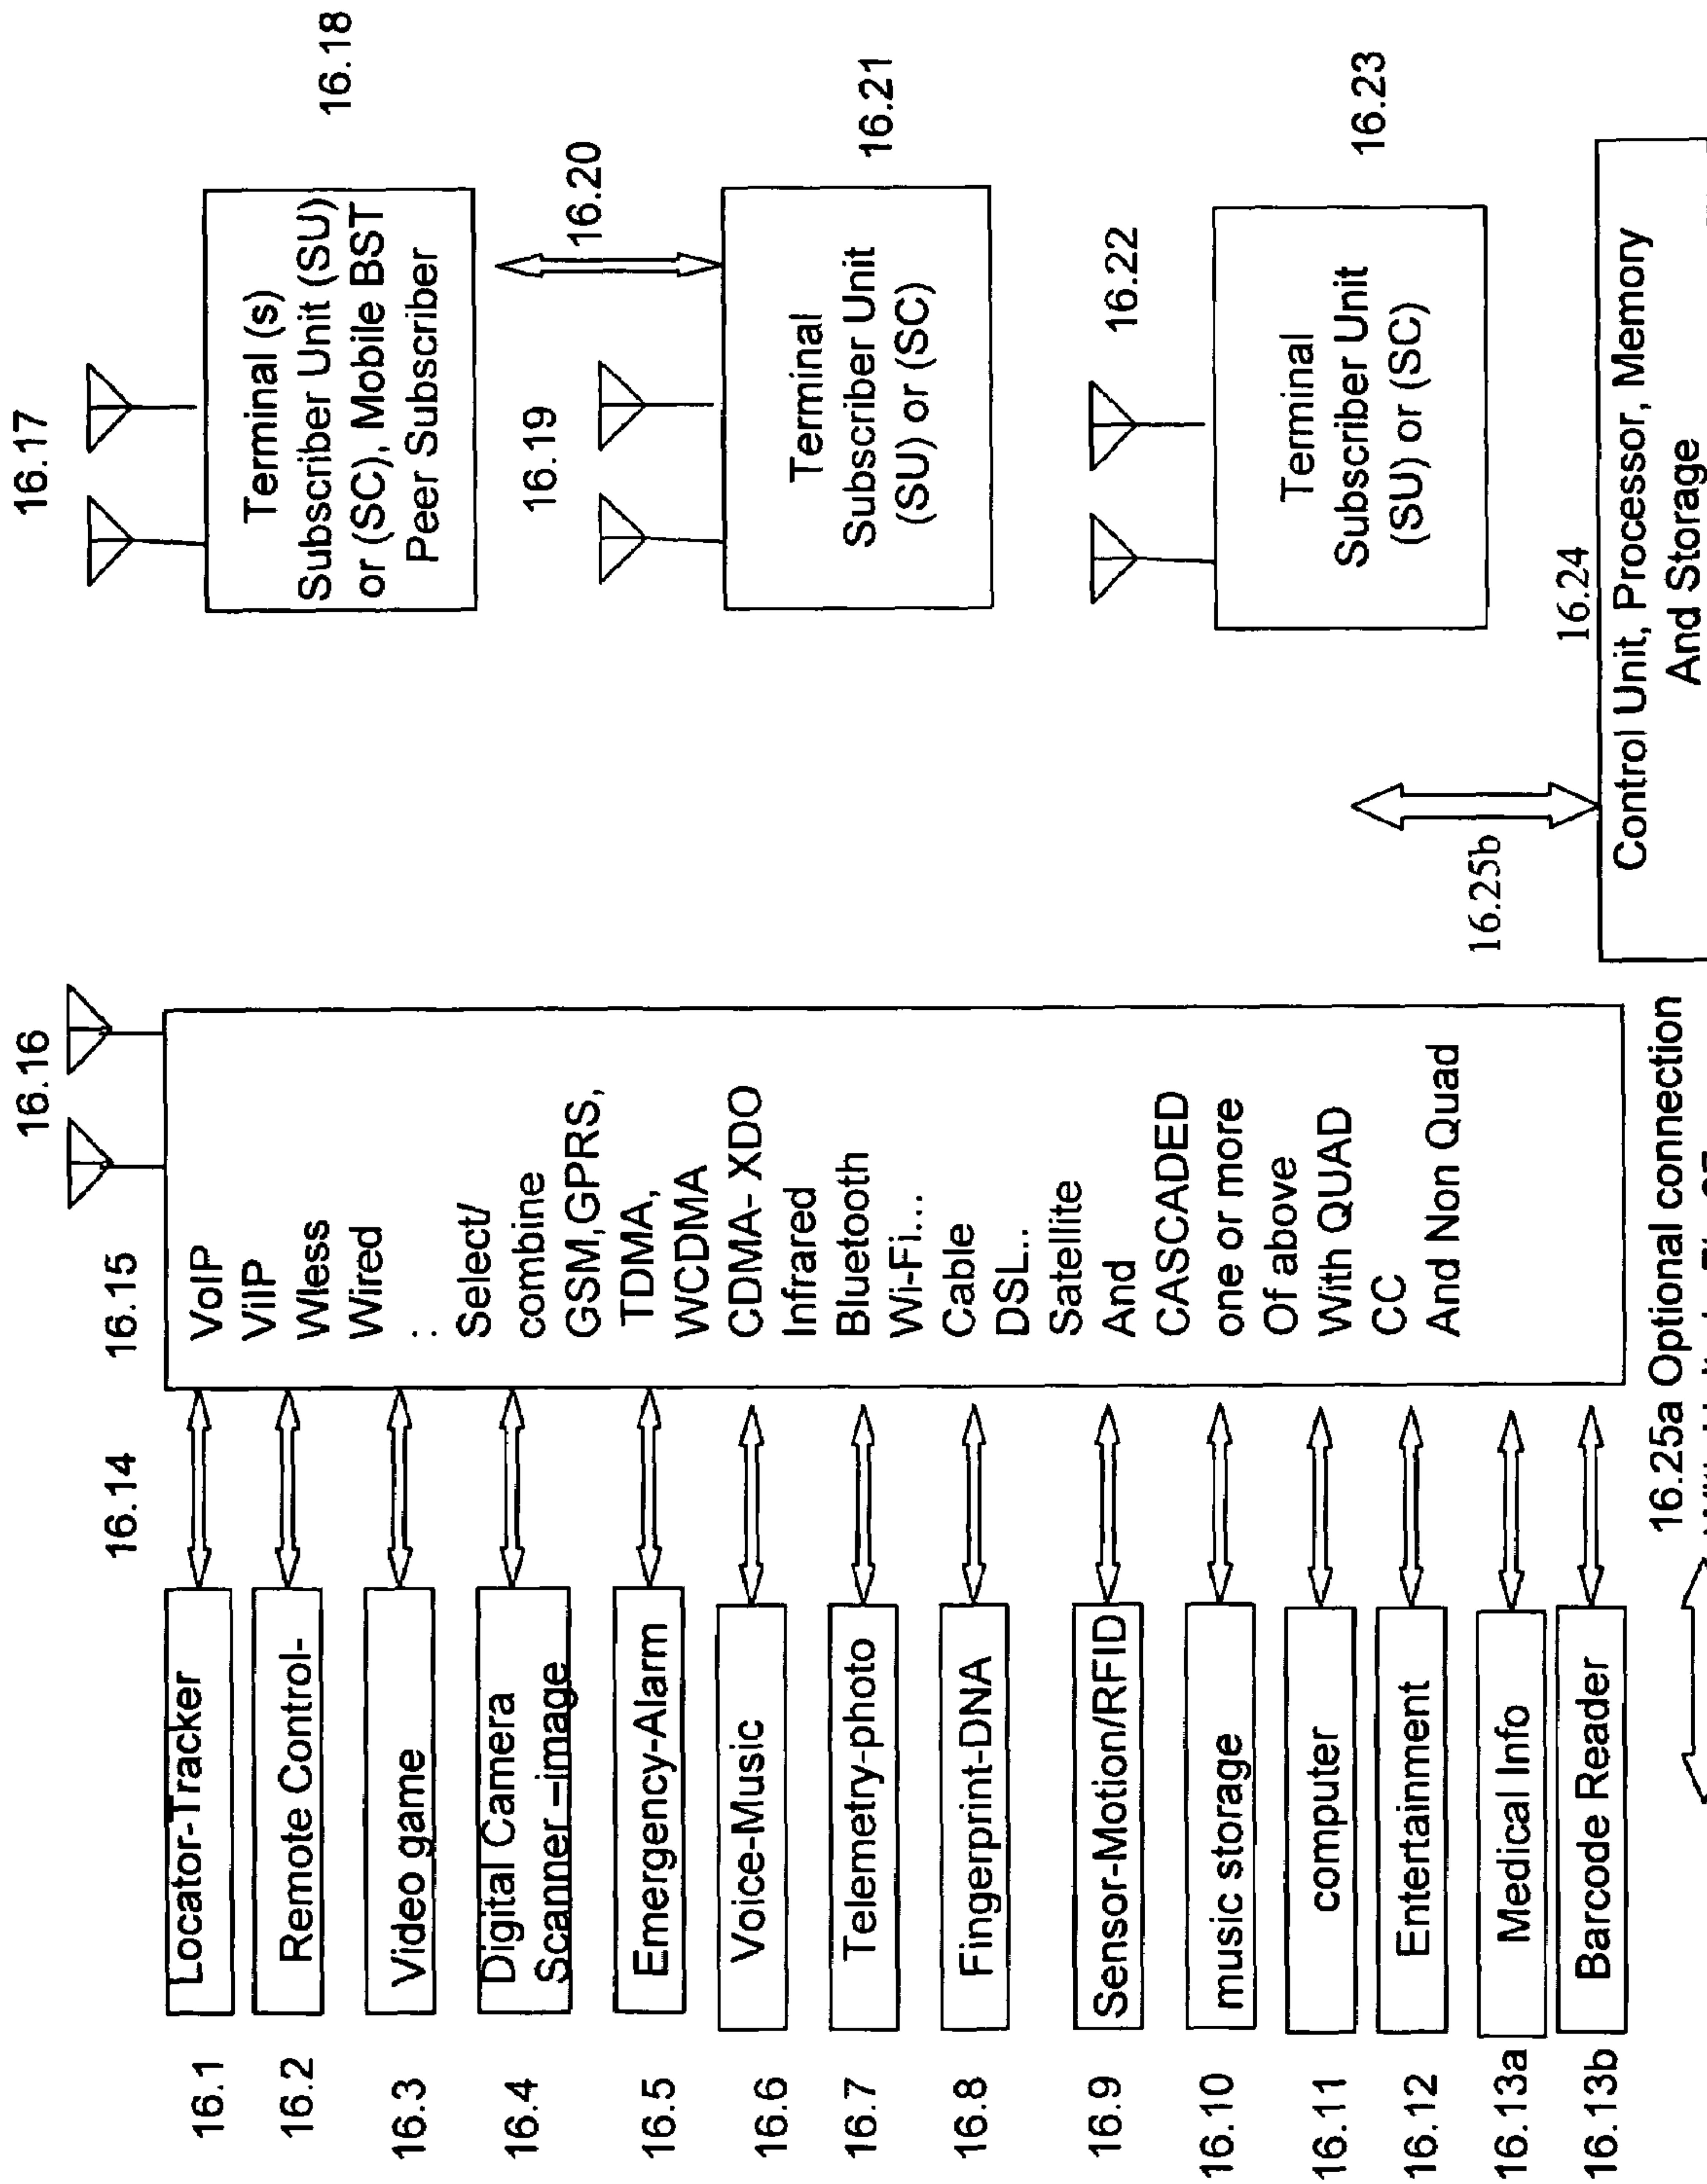 16.1
Locator-Tracker
16.2
Remote Control-
16.3
Video game
16.4
Digital Camera
Scanner –image
16.5
Emergency-Alarm
16.6
Voice-Music
16.7
Telemetry-photo
16.8
Fingerprint-DNA
16.9
Sensor-Motion/RFID
16.10
music storage
16.11
computer
16.12
Entertainment
16.13a
Medical Info
16.13b
Barcode Reader
16.14
16.15
16.16
VoIP
ViIP
Wless
Wired
..
Select/
combine
GSM,GPRS,
TDMA,
WCDMA
CDMA- XDO
Infrared
Bluetooth
Wi-Fi...
Cable
DSL..
Satellite
And
CASCADED
one or more
Of above
With QUAD
CC
And Non Quad
16.25a Optional connection
16.17
Terminal (s)
Subscriber Unit (SU)
or (SC), Mobile BST
Peer Subscriber
16.18
16.19
16.20
Terminal
Subscriber Unit
(SU) or (SC)
16.21
16.22
Terminal
Subscriber Unit
(SU) or (SC)
16.23
16.25b
16.24
Control Unit, Processor, Memory
And Storage